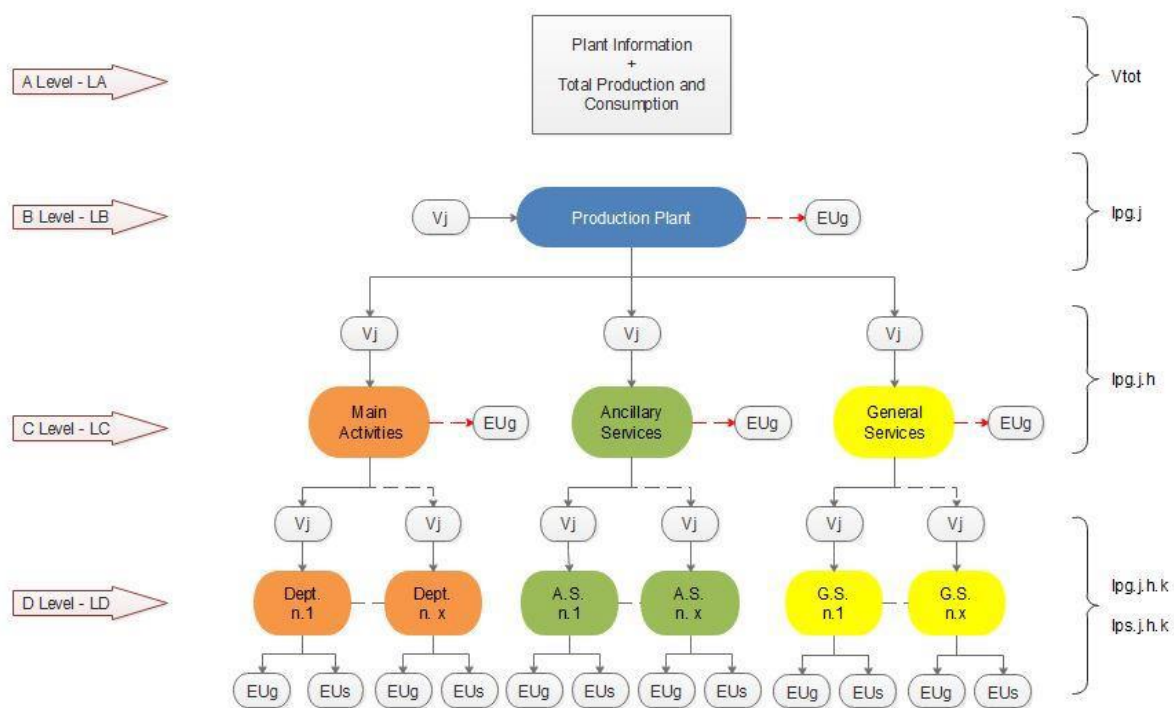 Plant Information
+
Total Production and
Consumption
A Level - LA
Vtot
B Level - LB
Vj
Production Plant
EUg
Ipg.j
Vj
Vj
Vj
Ipg.j.h
C Level - LC
Main
Activities
EUg
Ancillary
Services
EUg
General
Services
EUg
Vj
Vj
Vj
Vj
Vj
Vj
D Level - LD
Dept.
n.1
Dept.
n. x
A.S.
n.1
A.S.
n. x
G.S.
n.1
G.S.
n.x
Ipg.j.h.k
Ips.j.h.k
EUg
EUs
EUg
EUs
EUg
EUs
EUg
EUs
EUg
EUs
EUg
EUs